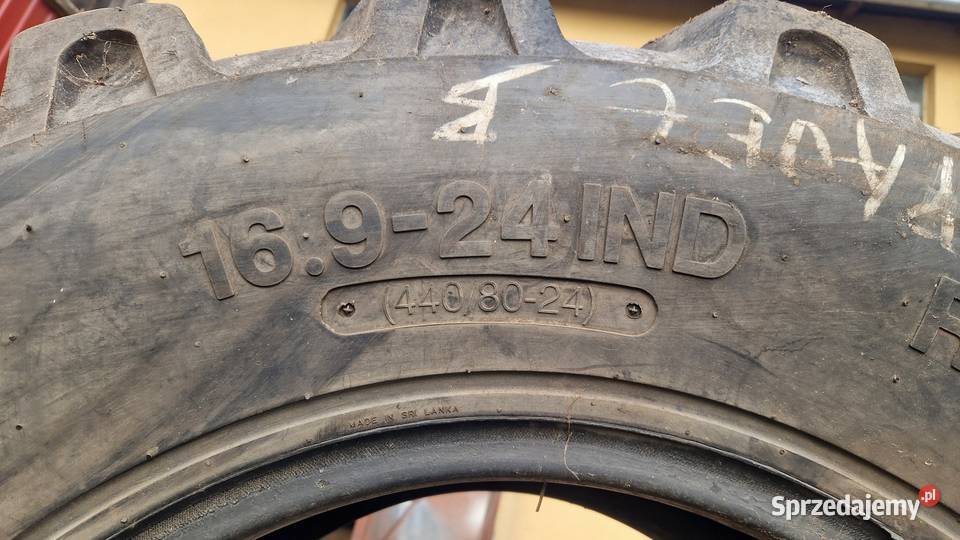 16.9-24 IND
(440/80-24)
MADE IN SRI LANKA
R
Sprzedajemy.pl